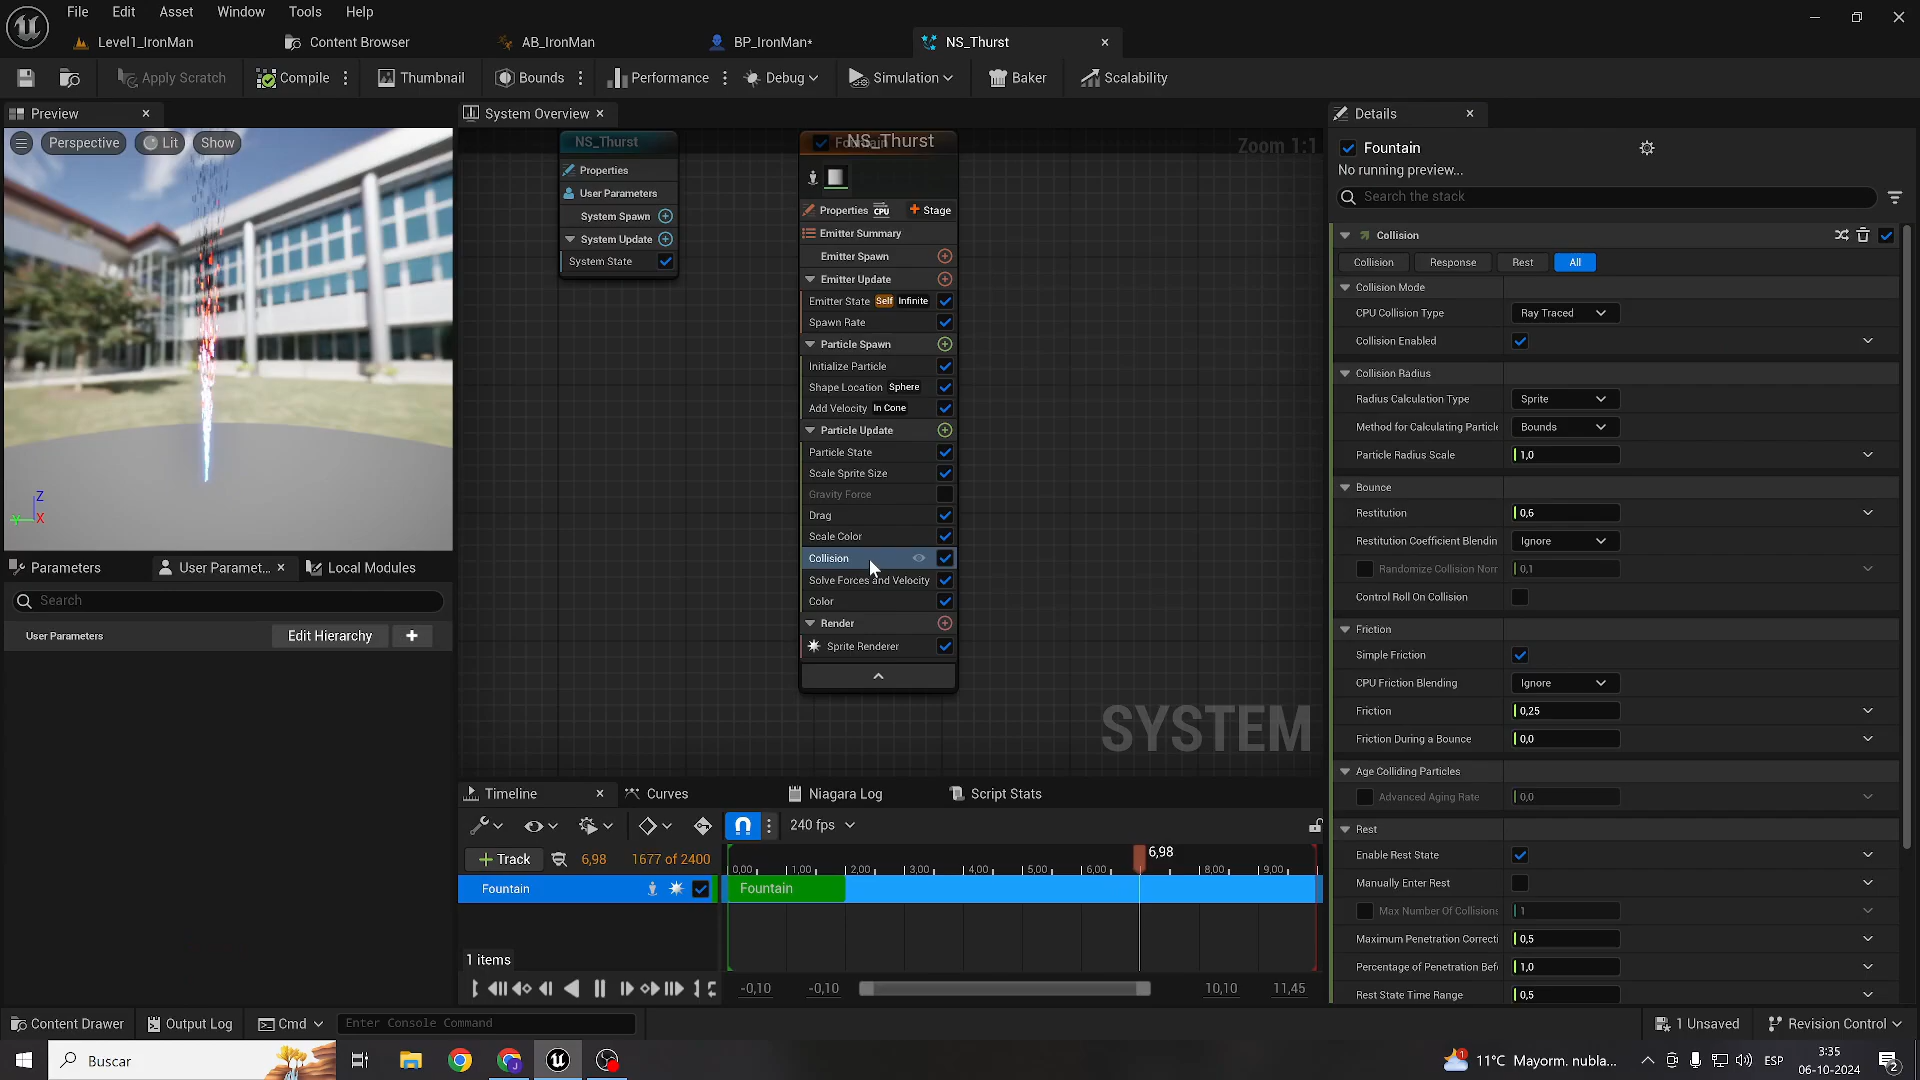 File Edit Asset Window Tools Help
Level1_IronMan Content Browser AB_IronMan BP_IronMan* NS_Thurst
Apply Scratch Compile Thumbnail Bounds Performance Debug Simulation Baker Scalability
Preview System Overview Details
Perspective Lit Show
NS_Thurst
Properties
User Parameters
System Spawn
System Update
System State
NS_Thurst
Zoom 1:1
Properties CPU Stage
Emitter Summary
Emitter Spawn
Emitter Update
Emitter State Self Infinite
Spawn Rate
Particle Spawn
Initialize Particle
Shape Location Sphere
Add Velocity In Cone
Particle Update
Particle State
Scale Sprite Size
Gravity Force
Drag
Scale Color
Collision
Solve Forces and Velocity
Color
Render
Sprite Renderer
SYSTEM
Z
X
Parameters User Paramet... Local Modules
Search
User Parameters Edit Hierarchy
Timeline Curves Niagara Log Script Stats
240 fps
Track 6,98 1677 of 2400
6,98
0,00 1,00 2,00 3,00 4,00 5,00 6,00 8,00 9,00
Fountain Fountain
1 items
-0,10 -0,10 10,10 11,45
Fountain
No running preview...
Search the stack
Collision
Collision Response Rest All
Collision Mode
CPU Collision Type Ray Traced
Collision Enabled
Collision Radius
Radius Calculation Type Sprite
Method for Calculating Particle Bounds
Particle Radius Scale 1,0
Bounce
Restitution 0,6
Restitution Coefficient Blendin Ignore
Randomize Collision Norr 0,1
Control Roll On Collision
Friction
Simple Friction
CPU Friction Blending Ignore
Friction 0,25
Friction During a Bounce 0,0
Age Colliding Particles
Advanced Aging Rate 0,0
Rest
Enable Rest State
Manually Enter Rest
Max Number Of Collisions 1
Maximum Penetration Correcti 0,5
Percentage of Penetration Bef 1,0
Rest State Time Range 0,5
Content Drawer Output Log Cmd Enter Console Command 1 Unsaved Revision Control
Buscar 1 11°C Mayorm. nubla... ESP 3:35
06-10-2024 2